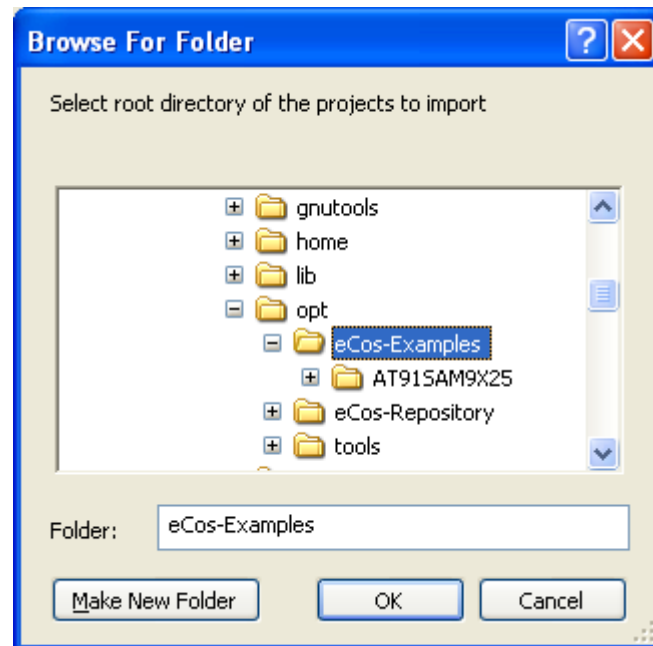 Browse For Folder
Select root directory of the projects to import
gnutools
home
lib
opt
eCos-Examples
AT91SAM9X25
eCos-Repository
tools
Folder: eCos-Examples
Make New Folder OK Cancel